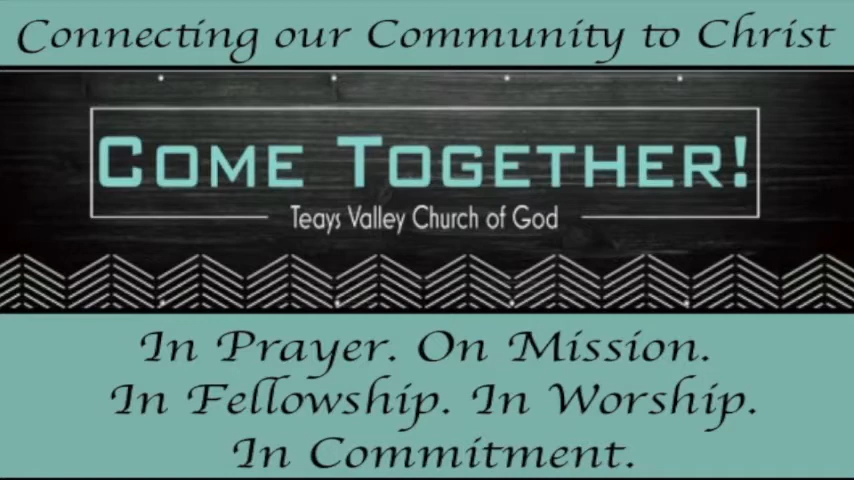 Connecting our Community to Christ
COME TOGETHER!
Teays Valley Church of God
In Prayer. On Mission.
In Fellowship. In Worship.
In Commitment.